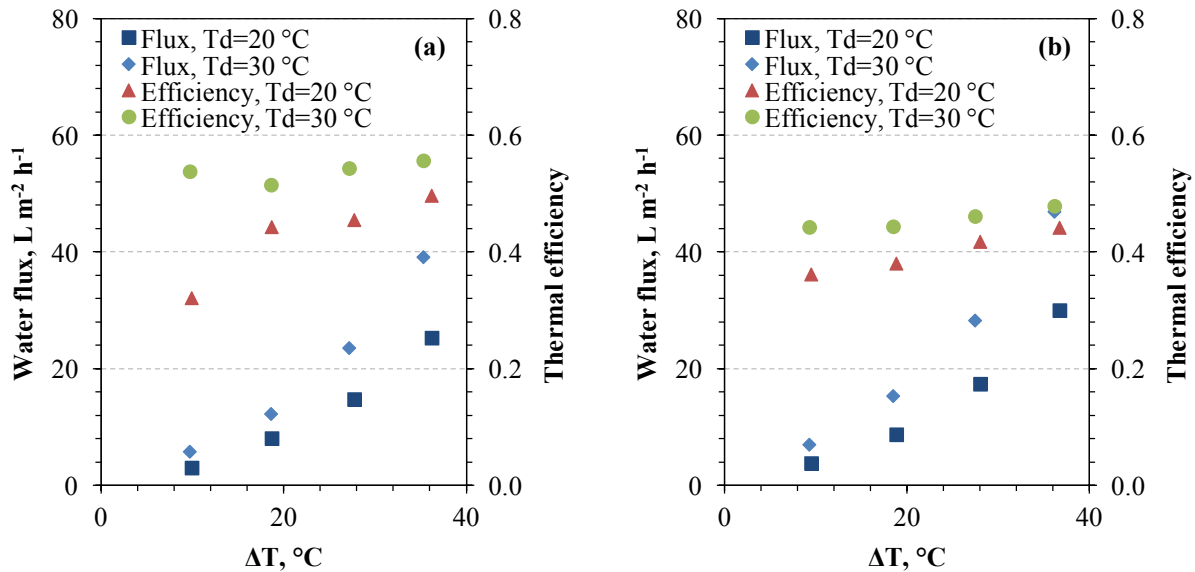 80
60
40
20
0
Water flux, L m⁻² h⁻¹
Flux, Td=20 °C
Flux, Td=30 °C
Efficiency, Td=20 °C
Efficiency, Td=30 °C
(a)
0.8
0.6
0.4
0.2
0.0
Thermal efficiency
0 20 40
ΔT, °C
80
60
40
20
0
Water flux, L m⁻² h⁻¹
Flux, Td=20 °C
Flux, Td=30 °C
Efficiency, Td=20 °C
Efficiency, Td=30 °C
(b)
0.8
0.6
0.4
0.2
0.0
Thermal efficiency
0 20 40
ΔT, °C